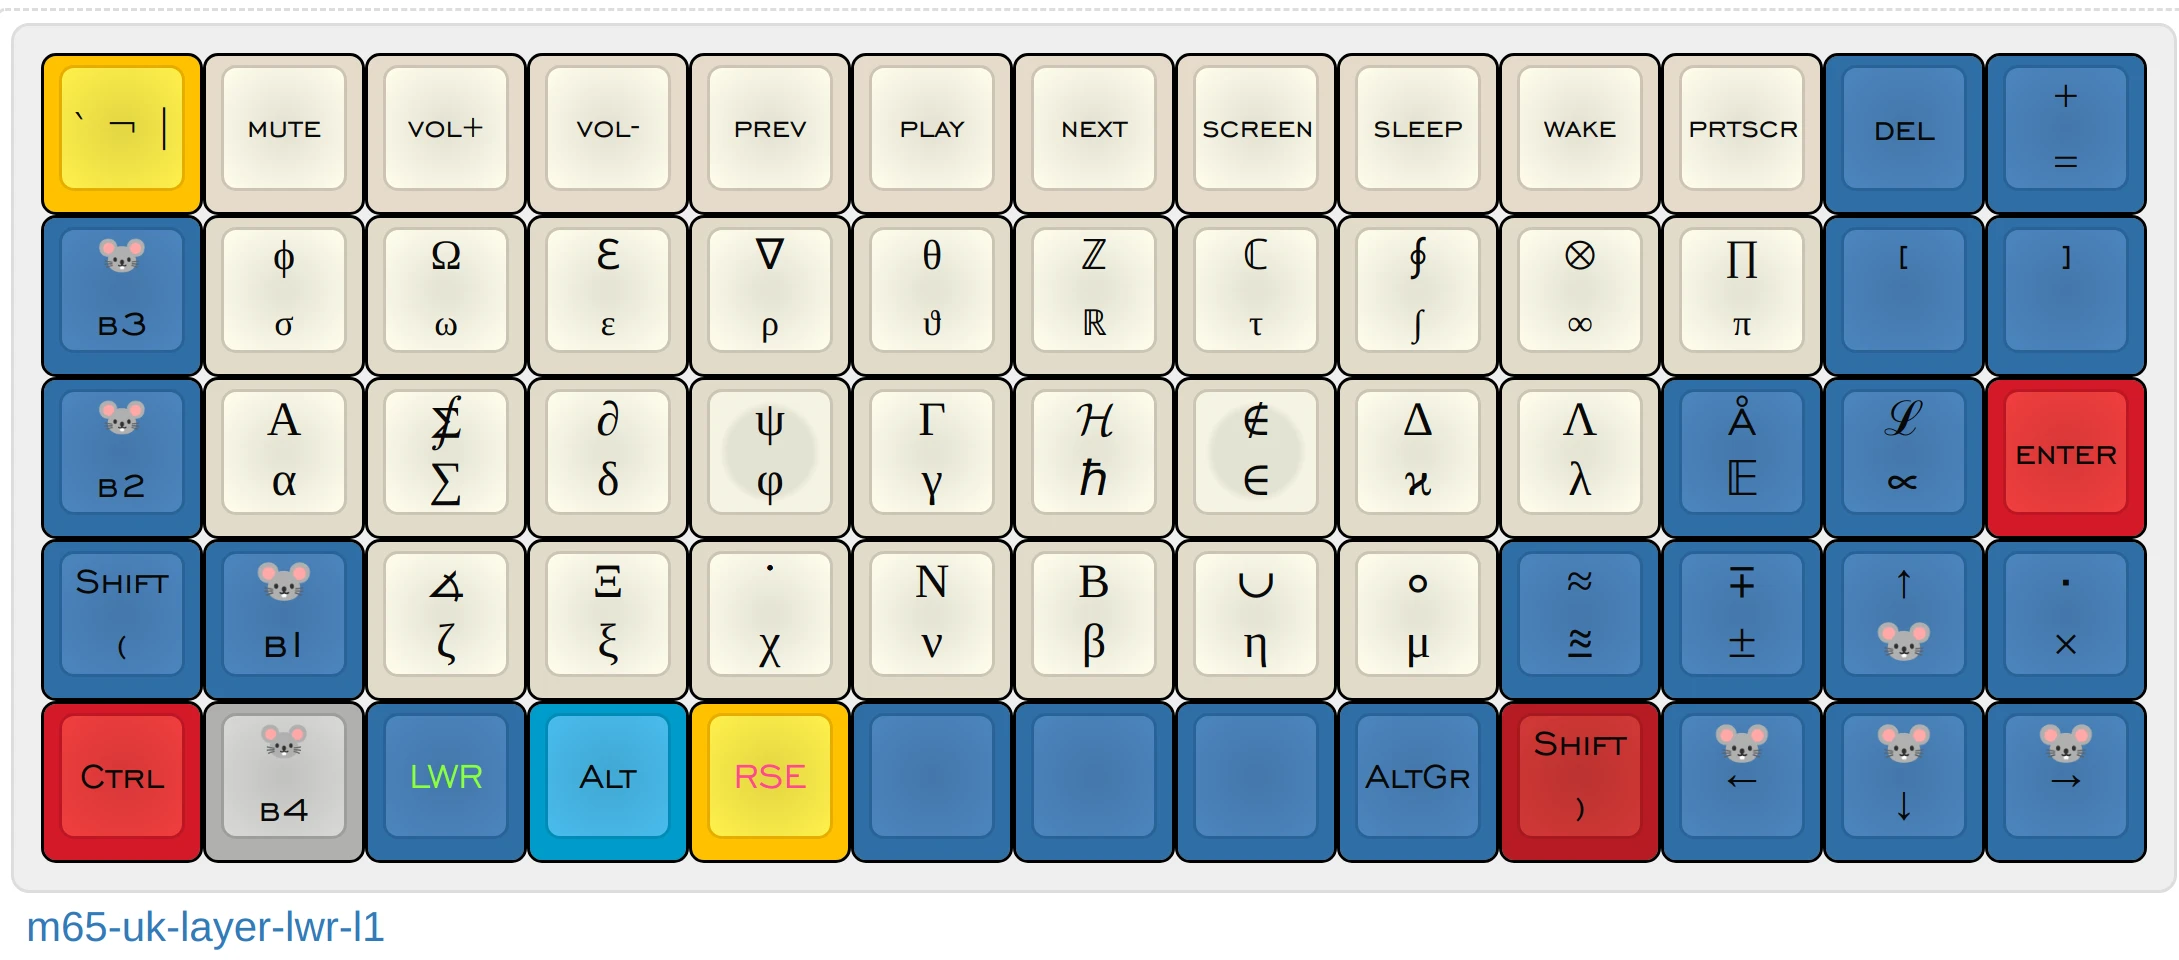 ` ¬ | MUTE VOL+ VOL- PREV PLAY NEXT SCREEN SLEEP WAKE PRTSCR DEL +
=
ϕ Ω Ɛ ∇ θ ℤ ℂ ∮ ⊗ ∏ [ ]
B3 σ ω ε ρ ϑ ℝ τ ∫ ∞ π
Α ∂ ψ Γ ℋ ∉ Δ Λ Å ℒ
B2 α ∑ δ φ γ ℏ ∈ ϰ λ 𝔼 ∝ ENTER
SHIFT ∡ Ξ ˙ Ν Β ∪ ∘ ≈ ∓ ↑ ·
( B1 ζ ξ χ ν β η μ ≊ ± ×
CTRL B4 LWR ALT RSE ALTGR SHIFT ← ↓ →
)
m65-uk-layer-lwr-l1